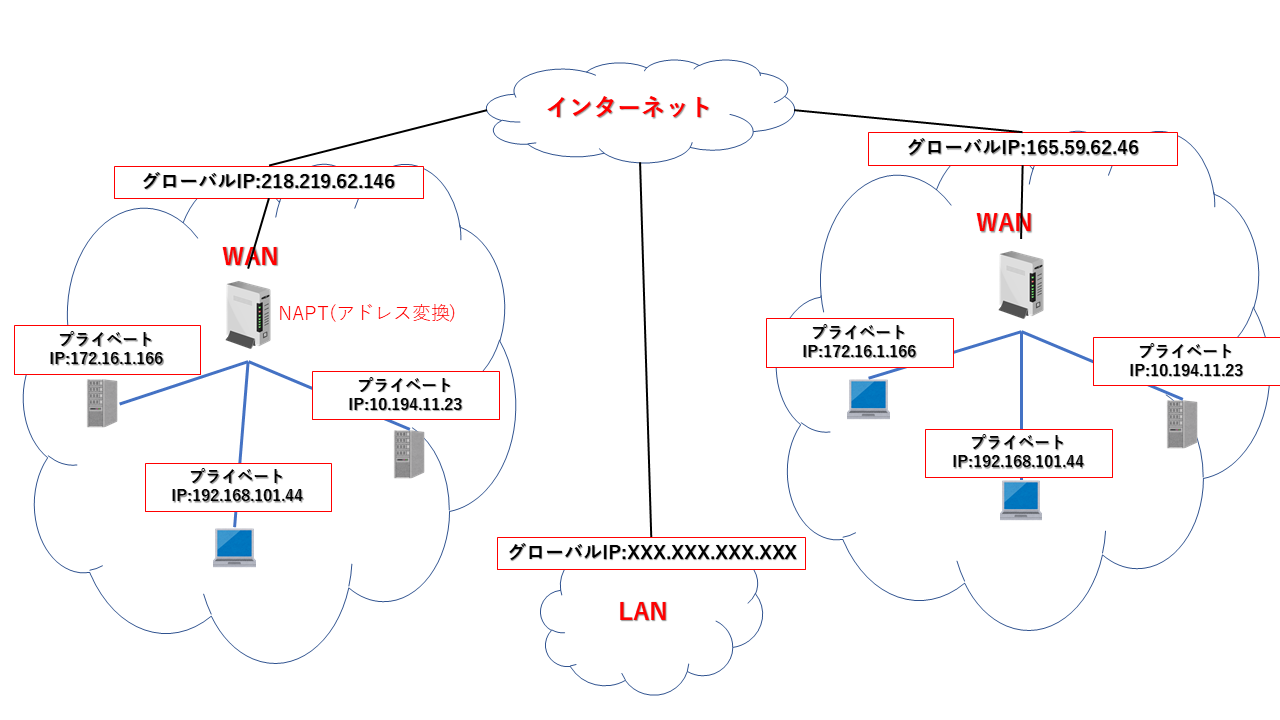 インターネット
グローバルIP:218.219.62.146
WAN
NAPT(アドレス変換)
プライベート
IP:172.16.1.166
プライベート
IP:10.194.11.23
プライベート
IP:192.168.101.44
グローバルIP:165.59.62.46
WAN
プライベート
IP:172.16.1.166
プライベート
IP:10.194.11.23
プライベート
IP:192.168.101.44
グローバルIP:XXX.XXX.XXX.XXX
LAN